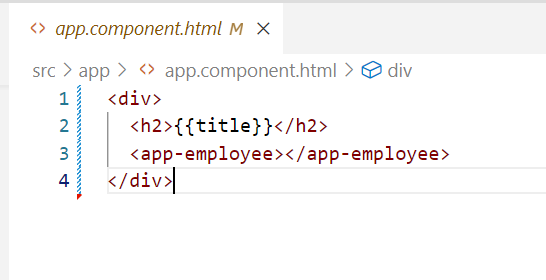 app.component.html M
src > app > app.component.html > div
1 <div>
2 <h2>{{title}}</h2>
3 <app-employee></app-employee>
4 </div>